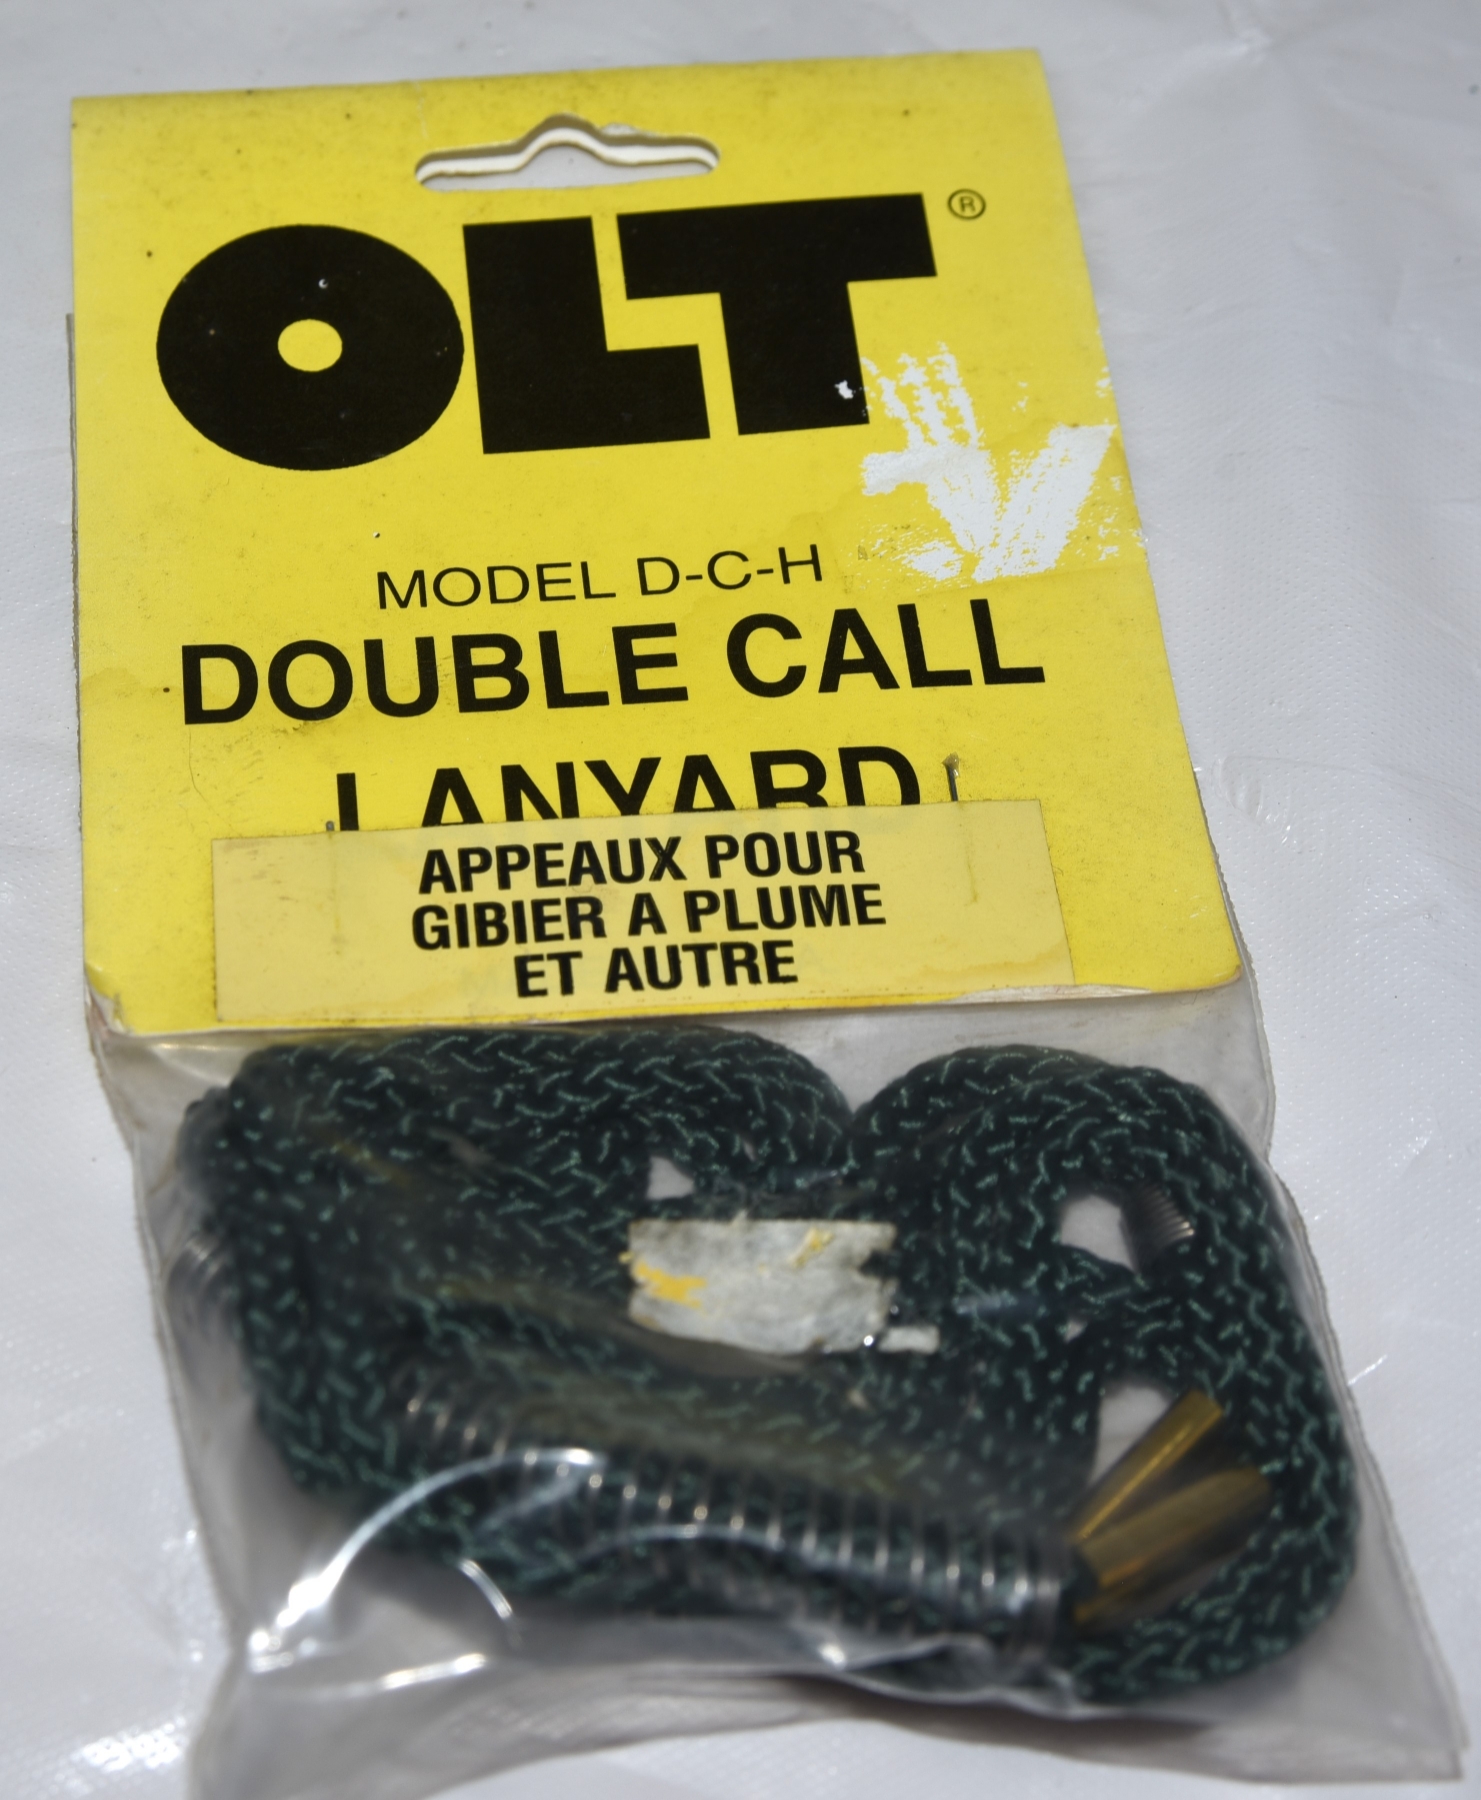 OLT®
MODEL D-C-H
DOUBLE CALL
LANYARD
APPEAUX POUR
GIBIER A PLUME
ET AUTRE